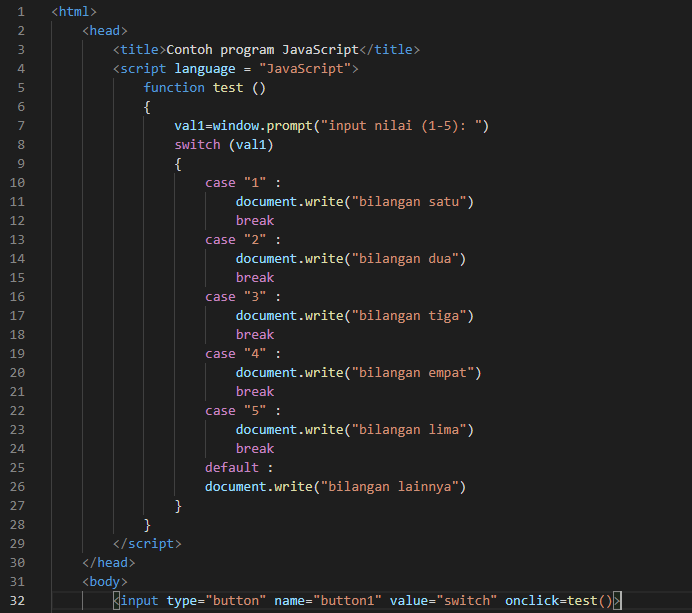 1 <html>
2 <head>
3 <title>Contoh program JavaScript</title>
4 <script language = "JavaScript">
5 function test ()
6 {
7 val1=window.prompt("input nilai (1-5): ")
8 switch (val1)
9 {
10 case "1" :
11 document.write("bilangan satu")
12 break
13 case "2" :
14 document.write("bilangan dua")
15 break
16 case "3" :
17 document.write("bilangan tiga")
18 break
19 case "4" :
20 document.write("bilangan empat")
21 break
22 case "5" :
23 document.write("bilangan lima")
24 break
25 default :
26 document.write("bilangan lainnya")
27 }
28 }
29 </script>
30 </head>
31 <body>
32 <input type="button" name="button1" value="switch" onclick=test()>